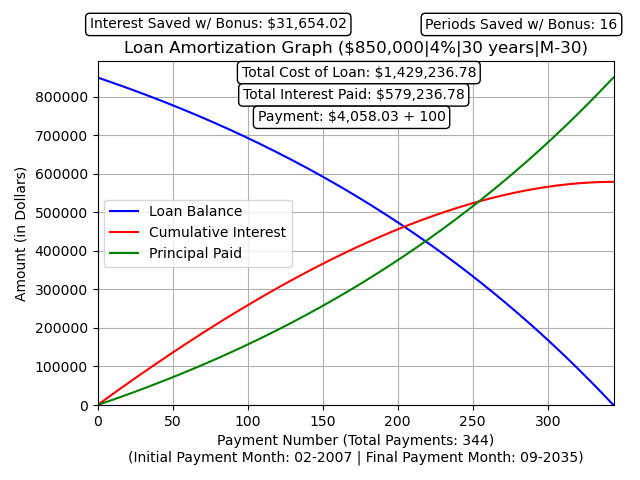 Interest Saved w/ Bonus: $31,654.02
Periods Saved w/ Bonus: 16
Loan Amortization Graph ($850,000|4%|30 years|M-30)
Total Cost of Loan: $1,429,236.78
Total Interest Paid: $579,236.78
Payment: $4,058.03 + 100
Amount (in Dollars)
800000
700000
600000
500000
400000
300000
200000
100000
0
Loan Balance
Cumulative Interest
Principal Paid
0 50 100 150 200 250 300
Payment Number (Total Payments: 344)
(Initial Payment Month: 02-2007 | Final Payment Month: 09-2035)